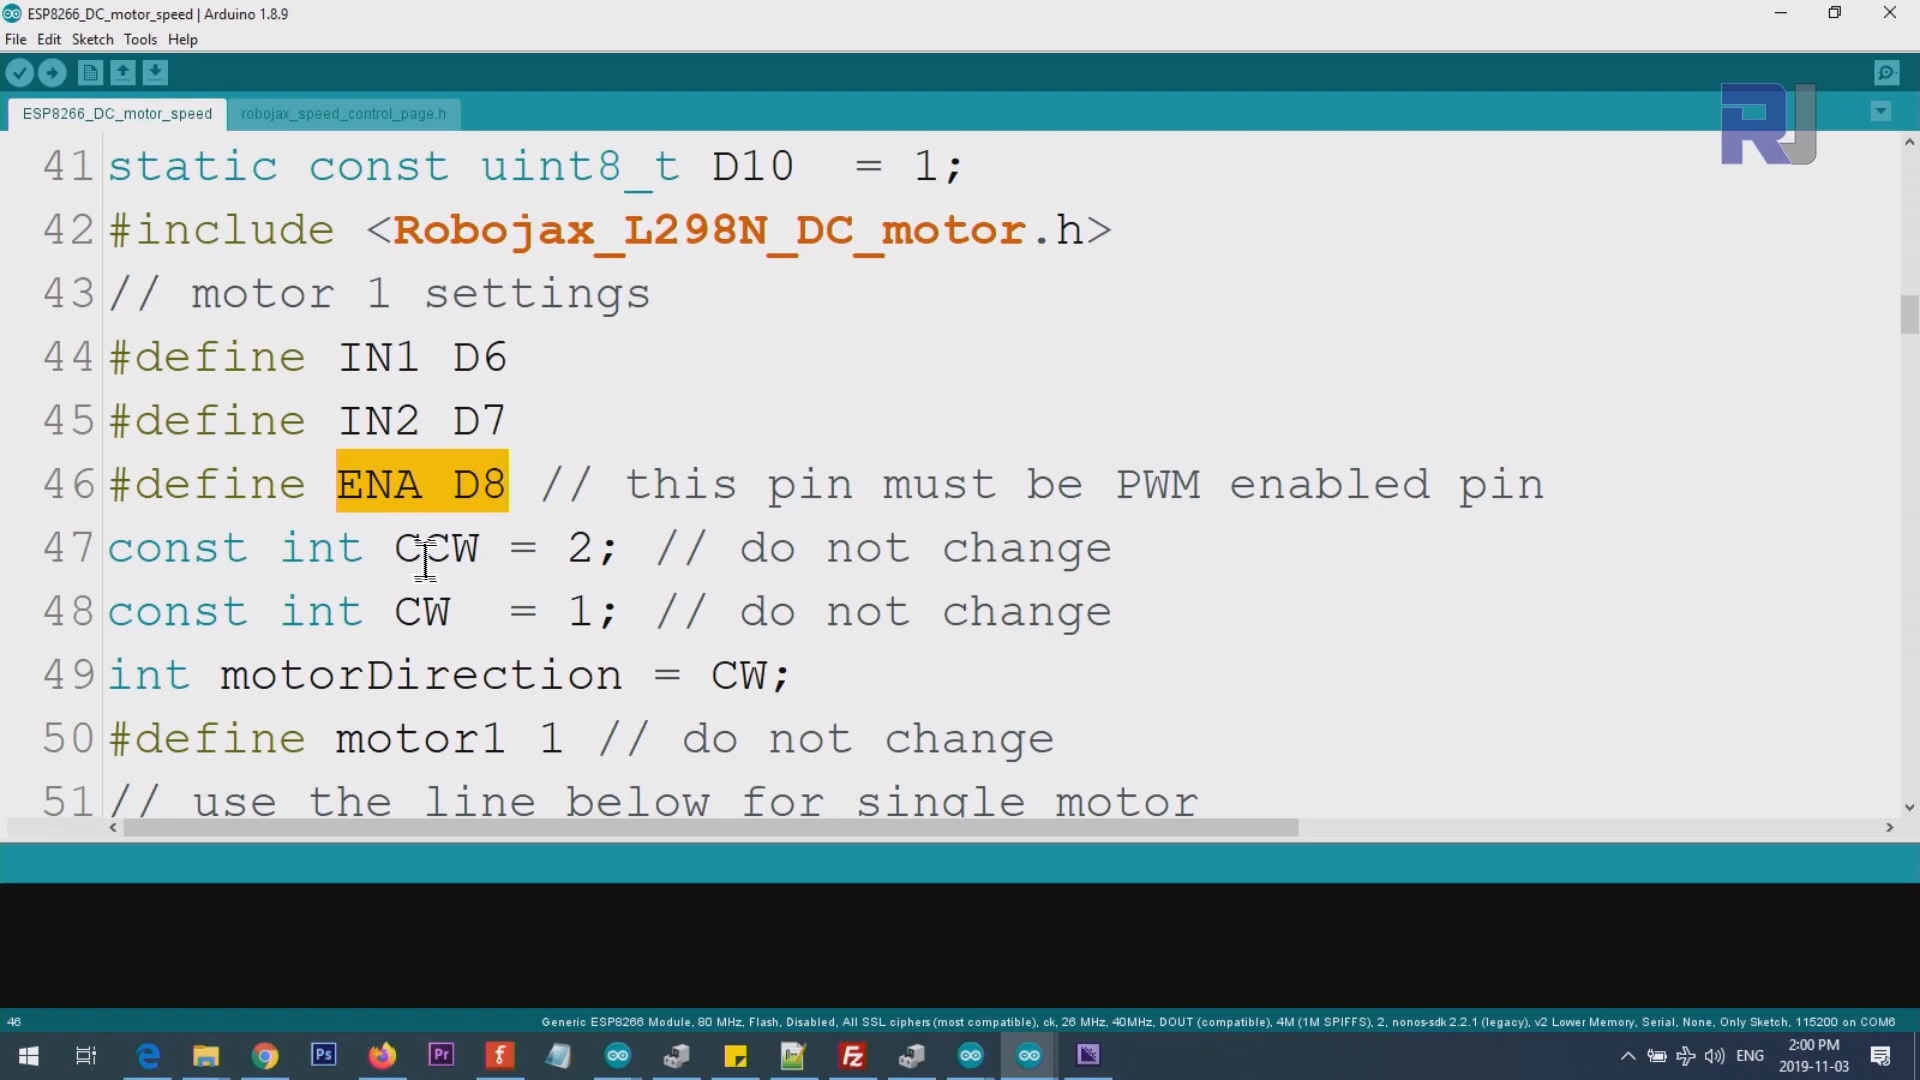 ESP8266_DC_motor_speed | Arduino 1.8.9
File Edit Sketch Tools Help
ESP8266_DC_motor_speed robojax_speed_control_page.h
RJ
41 static const uint8_t D10  = 1;
42 #include <Robojax_L298N_DC_motor.h>
43 // motor 1 settings
44 #define IN1 D6
45 #define IN2 D7
46 #define ENA D8 // this pin must be PWM enabled pin
47 const int CCW = 2; // do not change
48 const int CW  = 1; // do not change
49 int motorDirection = CW;
50 #define motor1 1 // do not change
51 // use the line below for single motor
46 Generic ESP8266 Module, 80 MHz, Flash, Disabled, All SSL ciphers (most compatible), ck, 26 MHz, 40MHz, DOUT (compatible), 4M (1M SPIFFS), 2, nonos-sdk 2.2.1 (legacy), v2 Lower Memory, Serial, None, Only Sketch, 115200 on COM6
Ps Pr f Fz ENG 2:00 PM
2019-11-03